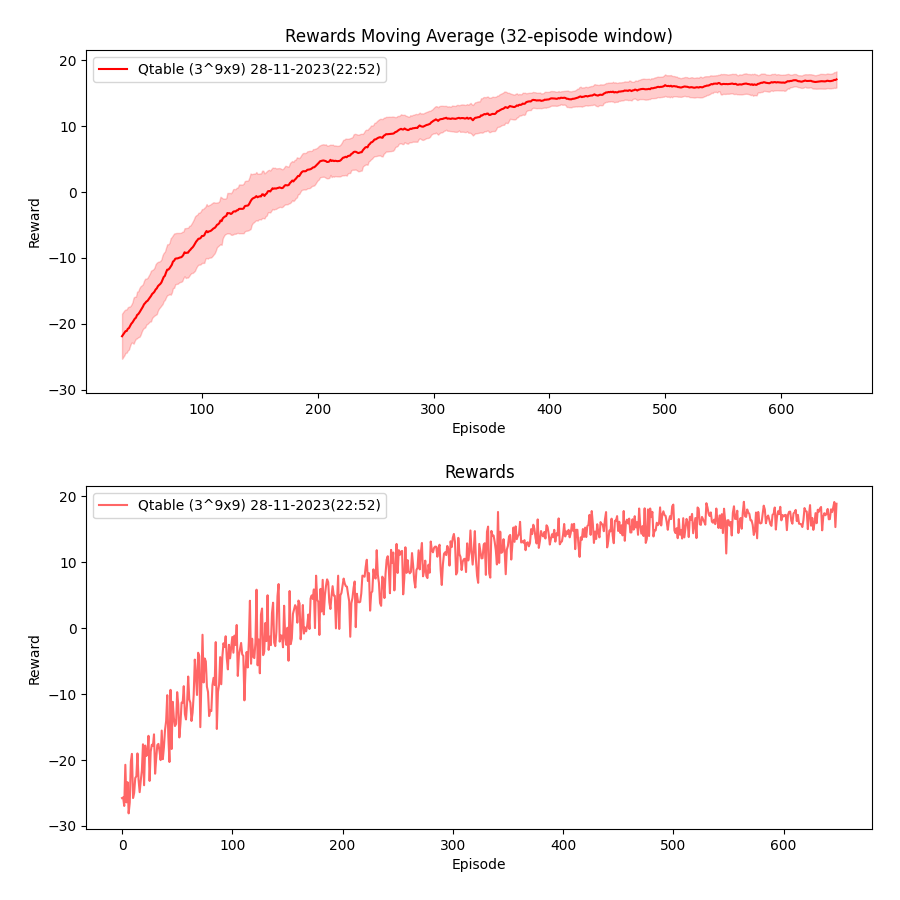 Rewards Moving Average (32-episode window)
Qtable (3^9x9) 28-11-2023(22:52)
20
10
0
−10
−20
−30
Reward
100 200 300 400 500 600
Episode
Rewards
Qtable (3^9x9) 28-11-2023(22:52)
20
10
0
−10
−20
−30
Reward
0 100 200 300 400 500 600
Episode